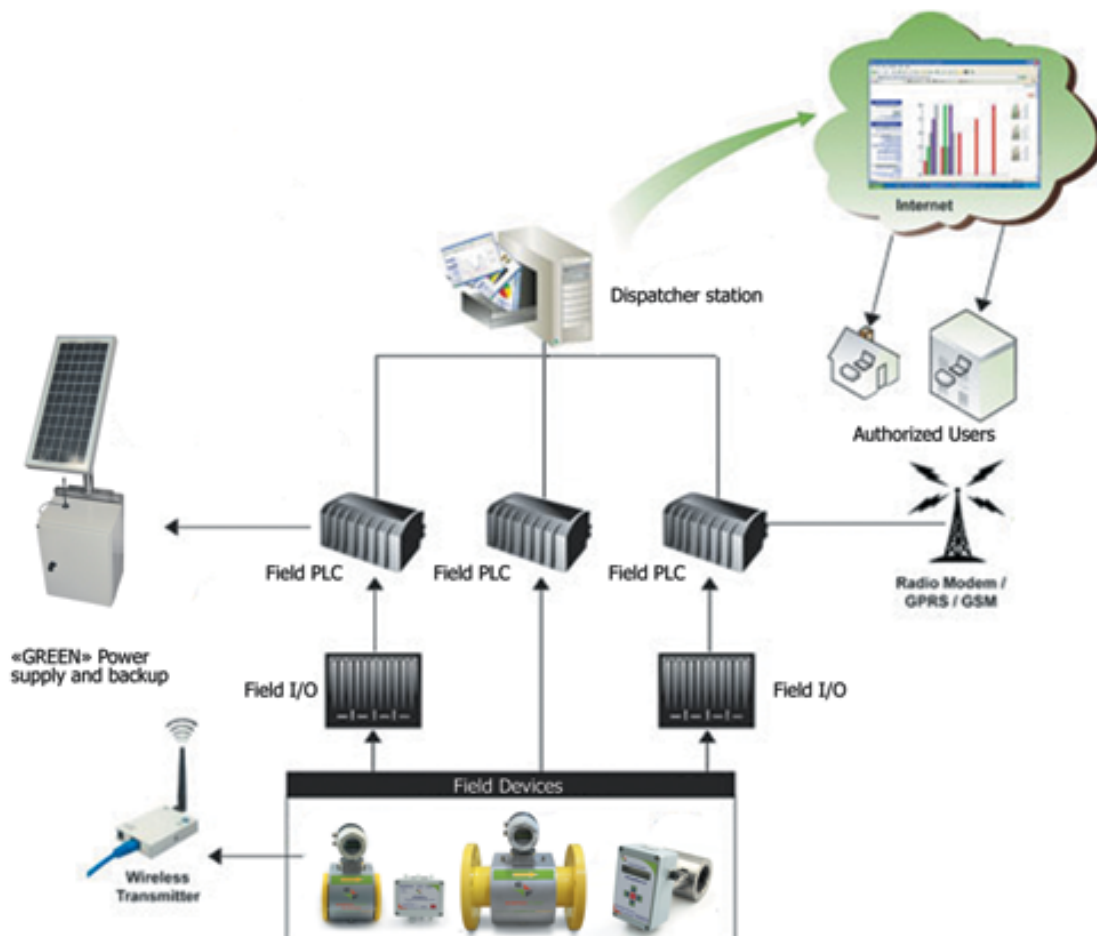 Internet
Dispatcher station
Authorized Users
Field PLC
Field PLC
Field PLC
Radio Modem /
GPRS / GSM
«GREEN» Power
supply and backup
Field I/O
Field I/O
Field Devices
Wireless
Transmitter